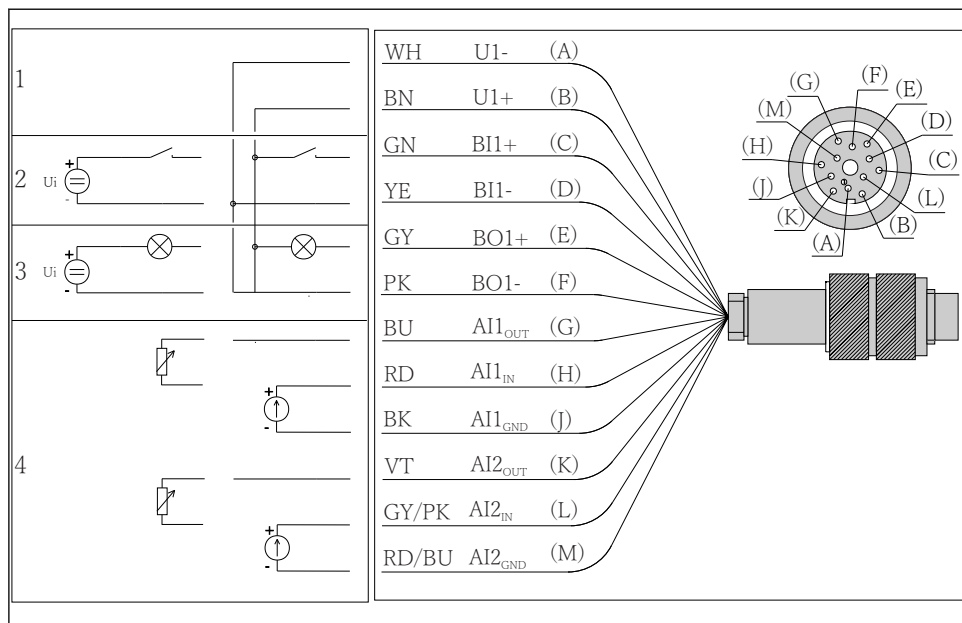 1
2
+
Ui
-
3
+
Ui
-
4
+
-
+
-
WH U1- (A)
BN U1+ (B)
GN BI1+ (C)
YE BI1- (D)
GY BO1+ (E)
PK BO1- (F)
BU AI1OUT (G)
RD AI1IN (H)
BK AI1GND (J)
VT AI2OUT (K)
GY/PK AI2IN (L)
RD/BU AI2GND (M)
(F)
(G) (E)
(M) (D)
(H) (C)
(J) (L)
(K) (B)
(A)